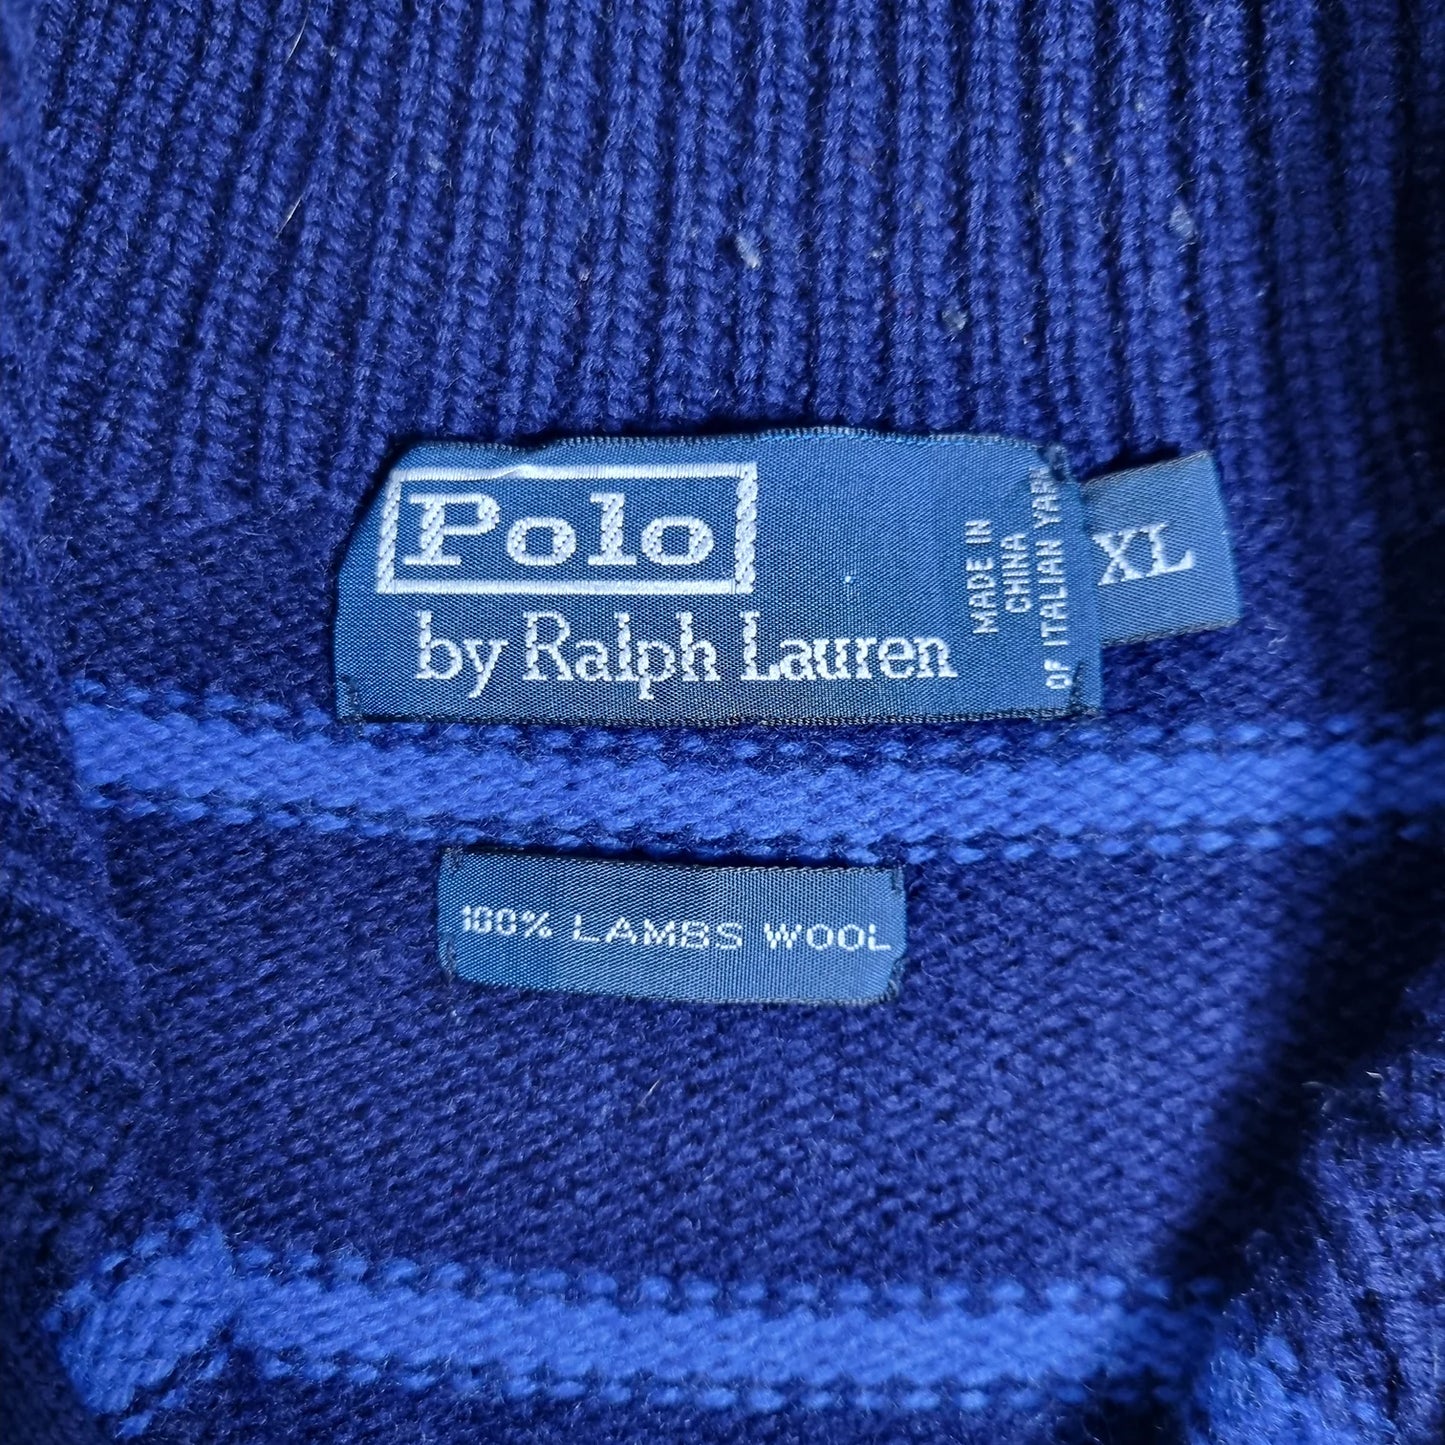 Polo
by Ralph Lauren
MADE IN
CHINA
OF ITALIAN YARN
XL
100% LAMBS WOOL